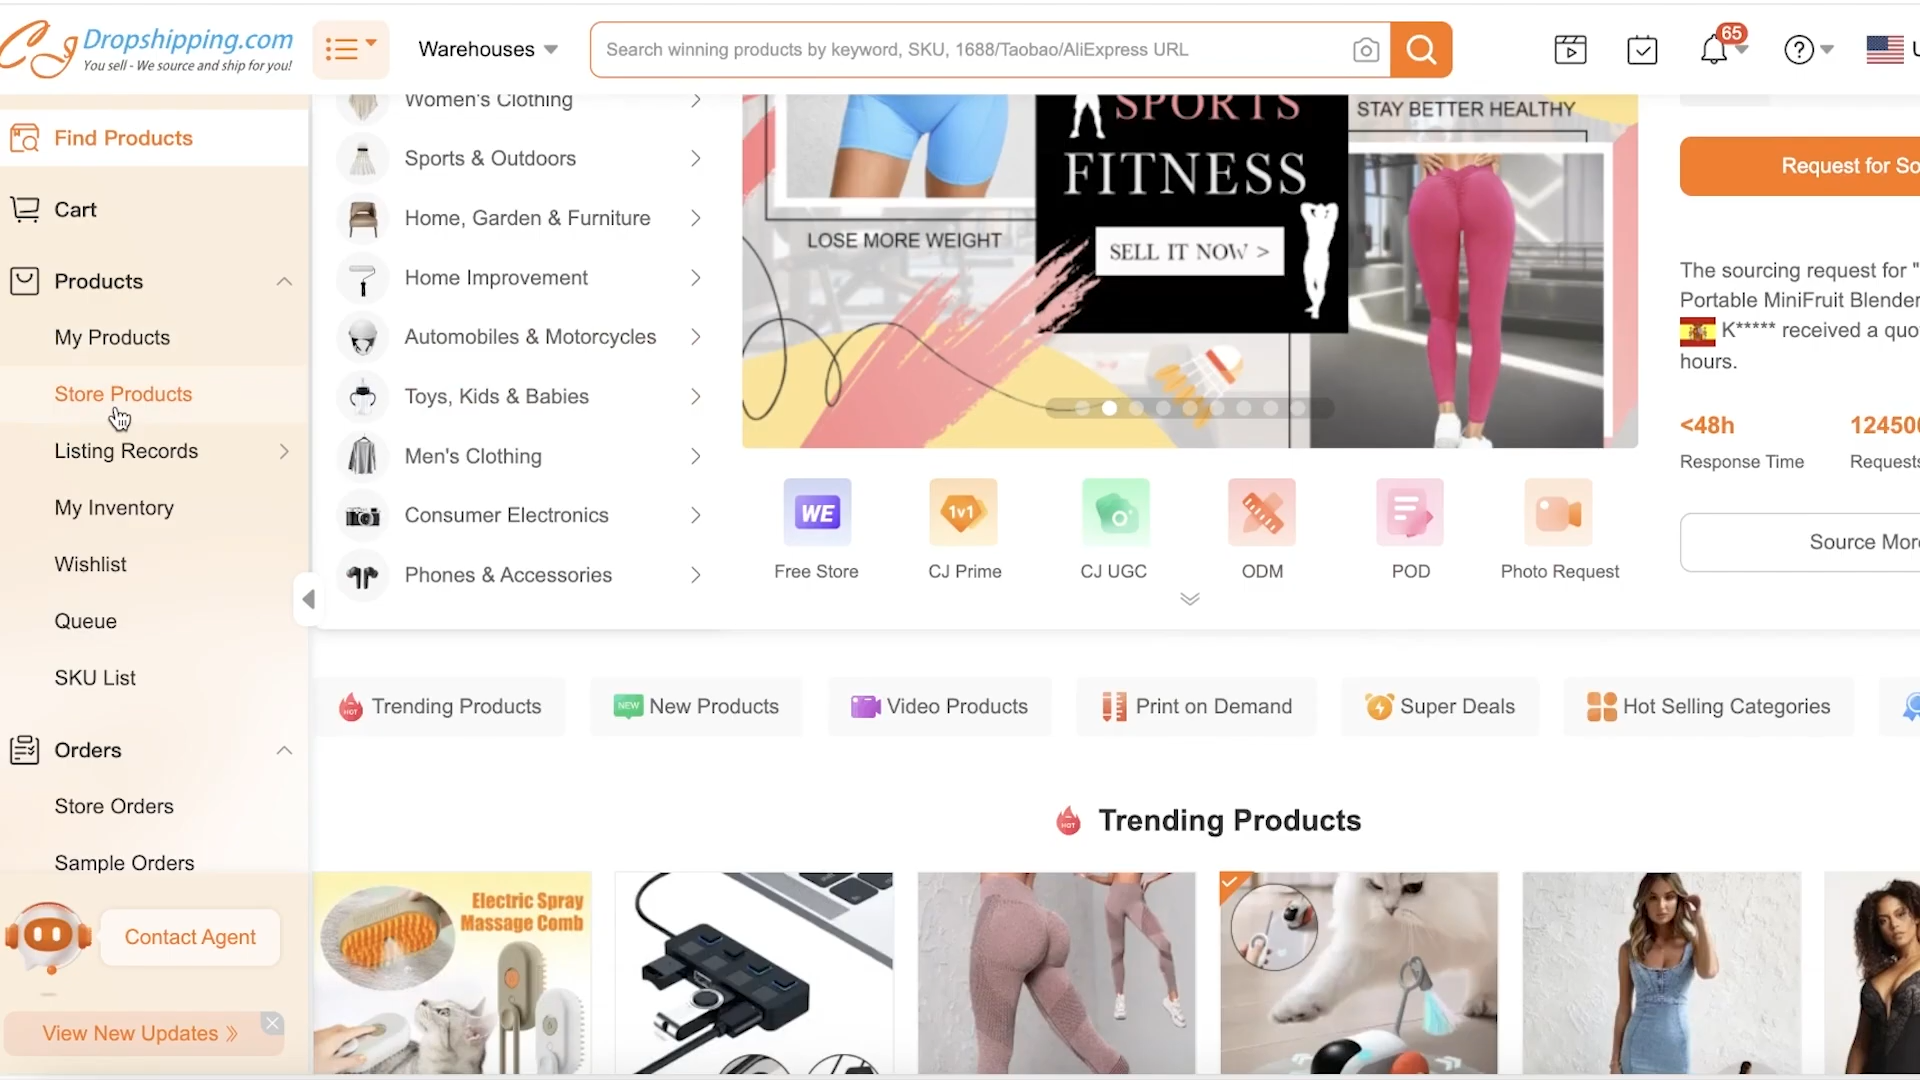 Dropshipping.com
You sell - We source and ship for you!
Warehouses
Search winning products by keyword, SKU, 1688/Taobao/AliExpress URL
65
Find Products
Cart
Products
My Products
Store Products
Listing Records
My Inventory
Wishlist
Queue
SKU List
Orders
Store Orders
Sample Orders
Contact Agent
View New Updates »
Women's Clothing
Sports & Outdoors
Home, Garden & Furniture
Home Improvement
Automobiles & Motorcycles
Toys, Kids & Babies
Men's Clothing
Consumer Electronics
Phones & Accessories
SPORTS
FITNESS
SELL IT NOW >
LOSE MORE WEIGHT
STAY BETTER HEALTHY
WE
Free Store
1v1
CJ Prime
CJ UGC
ODM
POD
Photo Request
Request for So
The sourcing request for "
Portable MiniFruit Blender
K***** received a quo
hours.
<48h
Response Time
124500
Requests
Source More
HOT
Trending Products
NEW
New Products
Video Products
Print on Demand
Super Deals
Hot Selling Categories
HOT
Trending Products
Electric Spray
Massage Comb